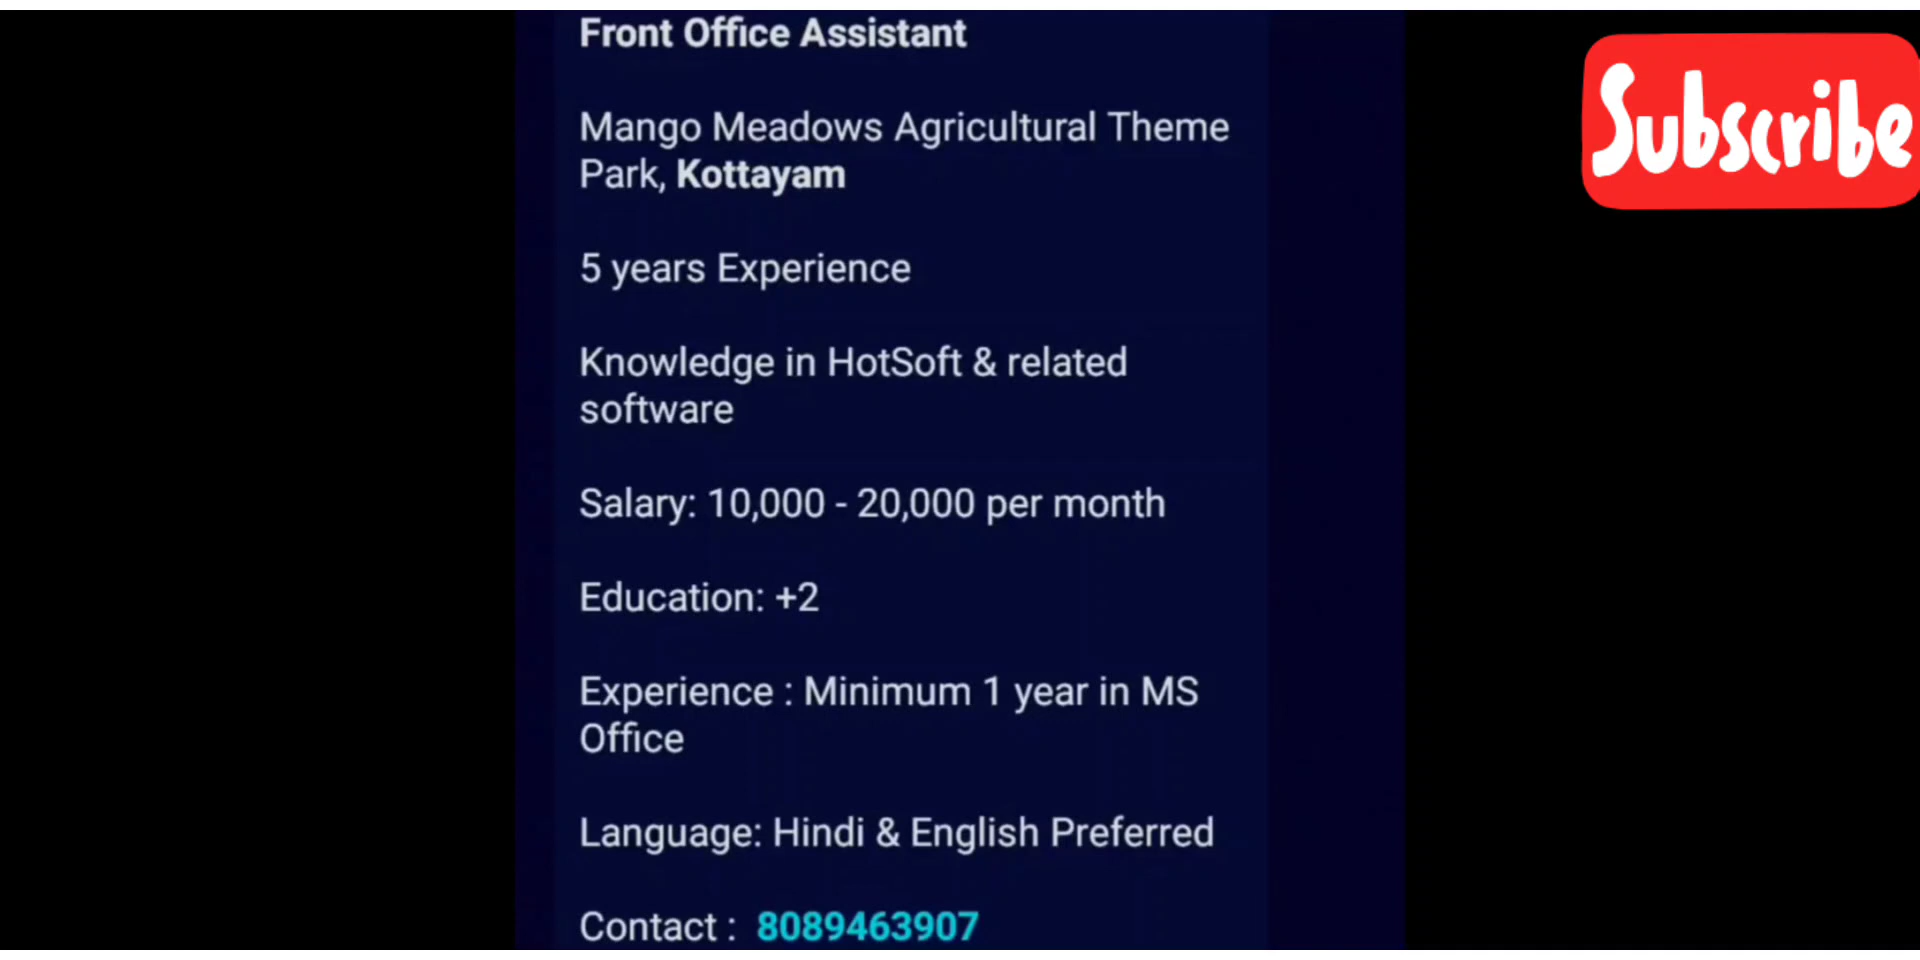 Front Office Assistant
Mango Meadows Agricultural Theme
Park, Kottayam
5 years Experience
Knowledge in HotSoft & related
software
Salary: 10,000 - 20,000 per month
Education: +2
Experience : Minimum 1 year in MS
Office
Language: Hindi & English Preferred
Contact : 8089463907
Subscribe